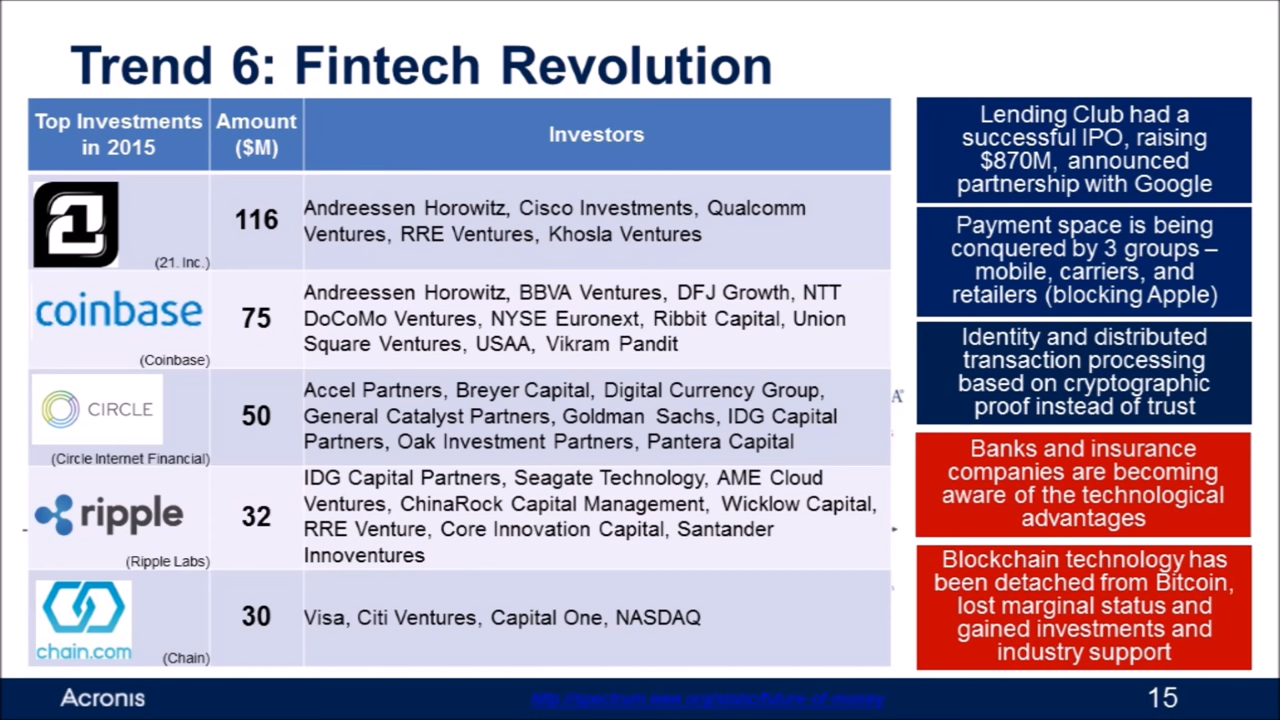 Trend 6: Fintech Revolution
Top Investments
in 2015
Amount
($M)
Investors
21
(21. Inc.)
116
Andreessen Horowitz, Cisco Investments, Qualcomm
Ventures, RRE Ventures, Khosla Ventures
coinbase
(Coinbase)
75
Andreessen Horowitz, BBVA Ventures, DFJ Growth, NTT
DoCoMo Ventures, NYSE Euronext, Ribbit Capital, Union
Square Ventures, USAA, Vikram Pandit
CIRCLE
(Circle Internet Financial)
50
Accel Partners, Breyer Capital, Digital Currency Group,
General Catalyst Partners, Goldman Sachs, IDG Capital
Partners, Oak Investment Partners, Pantera Capital
ripple
(Ripple Labs)
32
IDG Capital Partners, Seagate Technology, AME Cloud
Ventures, ChinaRock Capital Management, Wicklow Capital,
RRE Venture, Core Innovation Capital, Santander
Innoventures
chain.com
(Chain)
30
Visa, Citi Ventures, Capital One, NASDAQ
Lending Club had a
successful IPO, raising
$870M, announced
partnership with Google
Payment space is being
conquered by 3 groups –
mobile, carriers, and
retailers (blocking Apple)
Identity and distributed
transaction processing
based on cryptographic
proof instead of trust
Banks and insurance
companies are becoming
aware of the technological
advantages
Blockchain technology has
been detached from Bitcoin,
lost marginal status and
gained investments and
industry support
Acronis
15